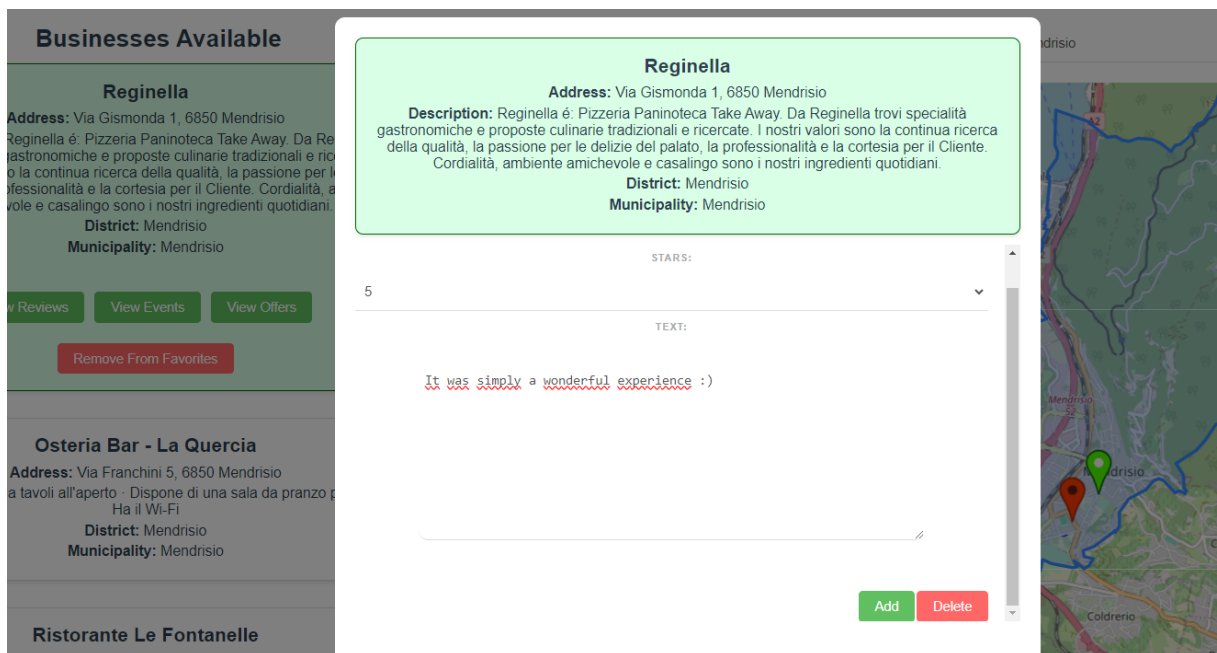 Businesses Available
Reginella
Address: Via Gismonda 1, 6850 Mendrisio
Reginella é: Pizzeria Paninoteca Take Away. Da Re
gastronomiche e proposte culinarie tradizionali e rice
o la continua ricerca della qualità, la passione per l
ofessionalità e la cortesia per il Cliente. Cordialità, a
vole e casalingo sono i nostri ingredienti quotidiani.
District: Mendrisio
Municipality: Mendrisio
w Reviews
View Events
View Offers
Remove From Favorites
Osteria Bar - La Quercia
Address: Via Franchini 5, 6850 Mendrisio
a tavoli all'aperto · Dispone di una sala da pranzo p
Ha il Wi-Fi
District: Mendrisio
Municipality: Mendrisio
Ristorante Le Fontanelle
Reginella
Address: Via Gismonda 1, 6850 Mendrisio
Description: Reginella é: Pizzeria Paninoteca Take Away. Da Reginella trovi specialità
gastronomiche e proposte culinarie tradizionali e ricercate. I nostri valori sono la continua ricerca
della qualità, la passione per le delizie del palato, la professionalità e la cortesia per il Cliente.
Cordialità, ambiente amichevole e casalingo sono i nostri ingredienti quotidiani.
District: Mendrisio
Municipality: Mendrisio
STARS:
5
TEXT:
It was simply a wonderful experience :)
Add
Delete
ndrisio
A2
Mendrisio
Mendrisio
Coldrerio